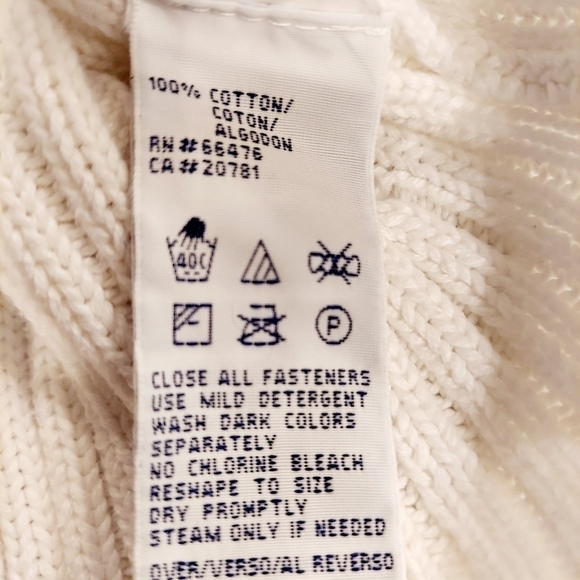 100% COTTON/
COTON/
ALGODON
RN#66476
CA#20781
40C
P
CLOSE ALL FASTENERS
USE MILD DETERGENT
WASH DARK COLORS
SEPARATELY
NO CHLORINE BLEACH
RESHAPE TO SIZE
DRY PROMPTLY
STEAM ONLY IF NEEDED
OVER/VERSO/AL REVERSO